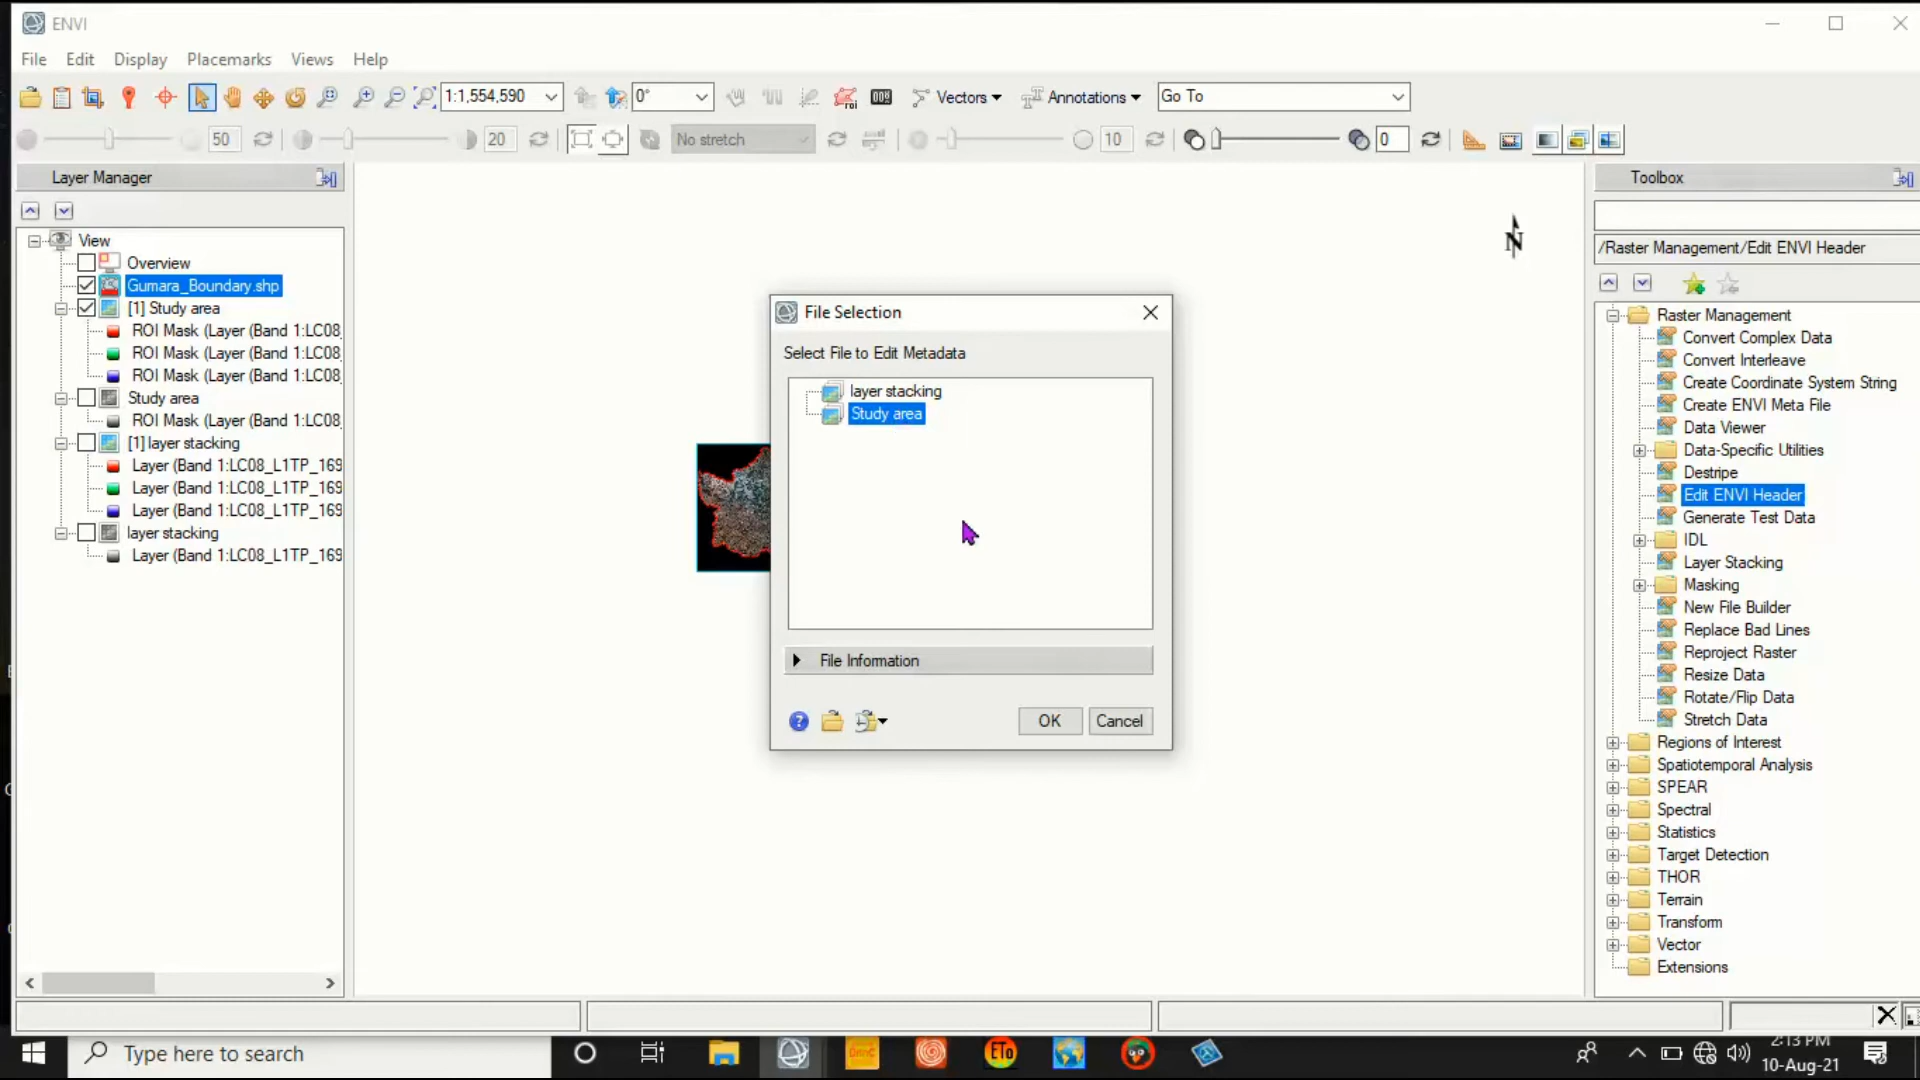 ENVI
File Edit Display Placemarks Views Help
1:1,554,590 0° Vectors Annotations Go To
50 20 No stretch 10 0
Layer Manager
View
Overview
Gumara_Boundary.shp
[1] Study area
ROI Mask (Layer (Band 1:LC08
ROI Mask (Layer (Band 1:LC08
ROI Mask (Layer (Band 1:LC08
Study area
ROI Mask (Layer (Band 1:LC08
[1] layer stacking
Layer (Band 1:LC08_L1TP_169
Layer (Band 1:LC08_L1TP_169
Layer (Band 1:LC08_L1TP_169
layer stacking
Layer (Band 1:LC08_L1TP_169
N
File Selection
Select File to Edit Metadata
layer stacking
Study area
File Information
OK Cancel
Toolbox
/Raster Management/Edit ENVI Header
Raster Management
Convert Complex Data
Convert Interleave
Create Coordinate System String
Create ENVI Meta File
Data Viewer
Data-Specific Utilities
Destripe
Edit ENVI Header
Generate Test Data
IDL
Layer Stacking
Masking
New File Builder
Replace Bad Lines
Reproject Raster
Resize Data
Rotate/Flip Data
Stretch Data
Regions of Interest
Spatiotemporal Analysis
SPEAR
Spectral
Statistics
Target Detection
THOR
Terrain
Transform
Vector
Extensions
Type here to search
ETo
2:13 PM
10-Aug-21